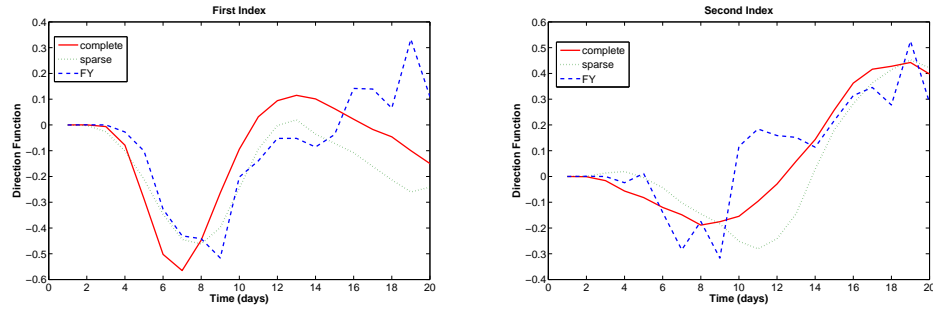 First Index
0.4
0.3
0.2
0.1
0
−0.1
−0.2
−0.3
−0.4
−0.5
−0.6
Direction Function
complete
sparse
FY
0 2 4 6 8 10 12 14 16 18 20
Time (days)
Second Index
0.6
0.5
0.4
0.3
0.2
0.1
0
−0.1
−0.2
−0.3
−0.4
Direction Function
complete
sparse
FY
0 2 4 6 8 10 12 14 16 18 20
Time (days)